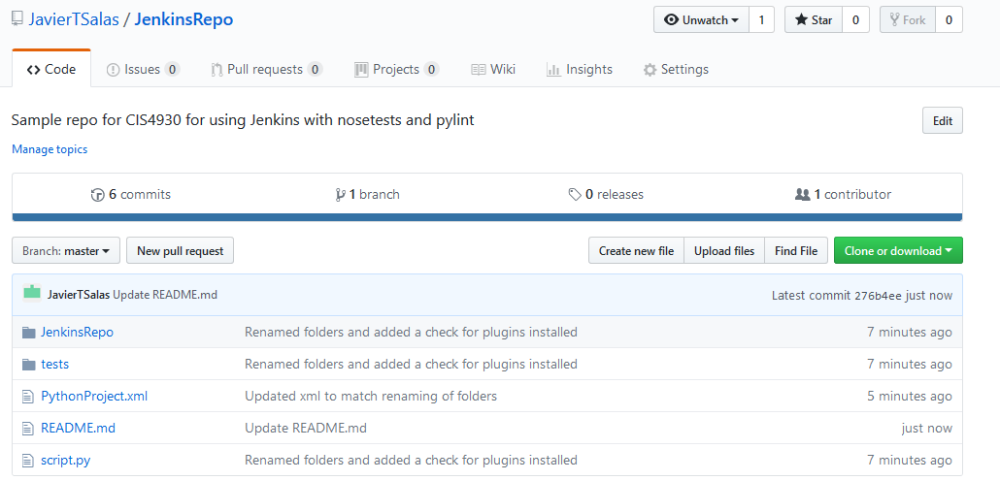 JavierTSalas / JenkinsRepo Unwatch 1 Star 0 Fork 0
Code Issues 0 Pull requests 0 Projects 0 Wiki Insights Settings
Sample repo for CIS4930 for using Jenkins with nosetests and pylint Edit
Manage topics
6 commits 1 branch 0 releases 1 contributor
Branch: master New pull request Create new file Upload files Find File Clone or download
JavierTSalas Update README.md Latest commit 276b4ee just now
JenkinsRepo Renamed folders and added a check for plugins installed 7 minutes ago
tests Renamed folders and added a check for plugins installed 7 minutes ago
PythonProject.xml Updated xml to match renaming of folders 5 minutes ago
README.md Update README.md just now
script.py Renamed folders and added a check for plugins installed 7 minutes ago